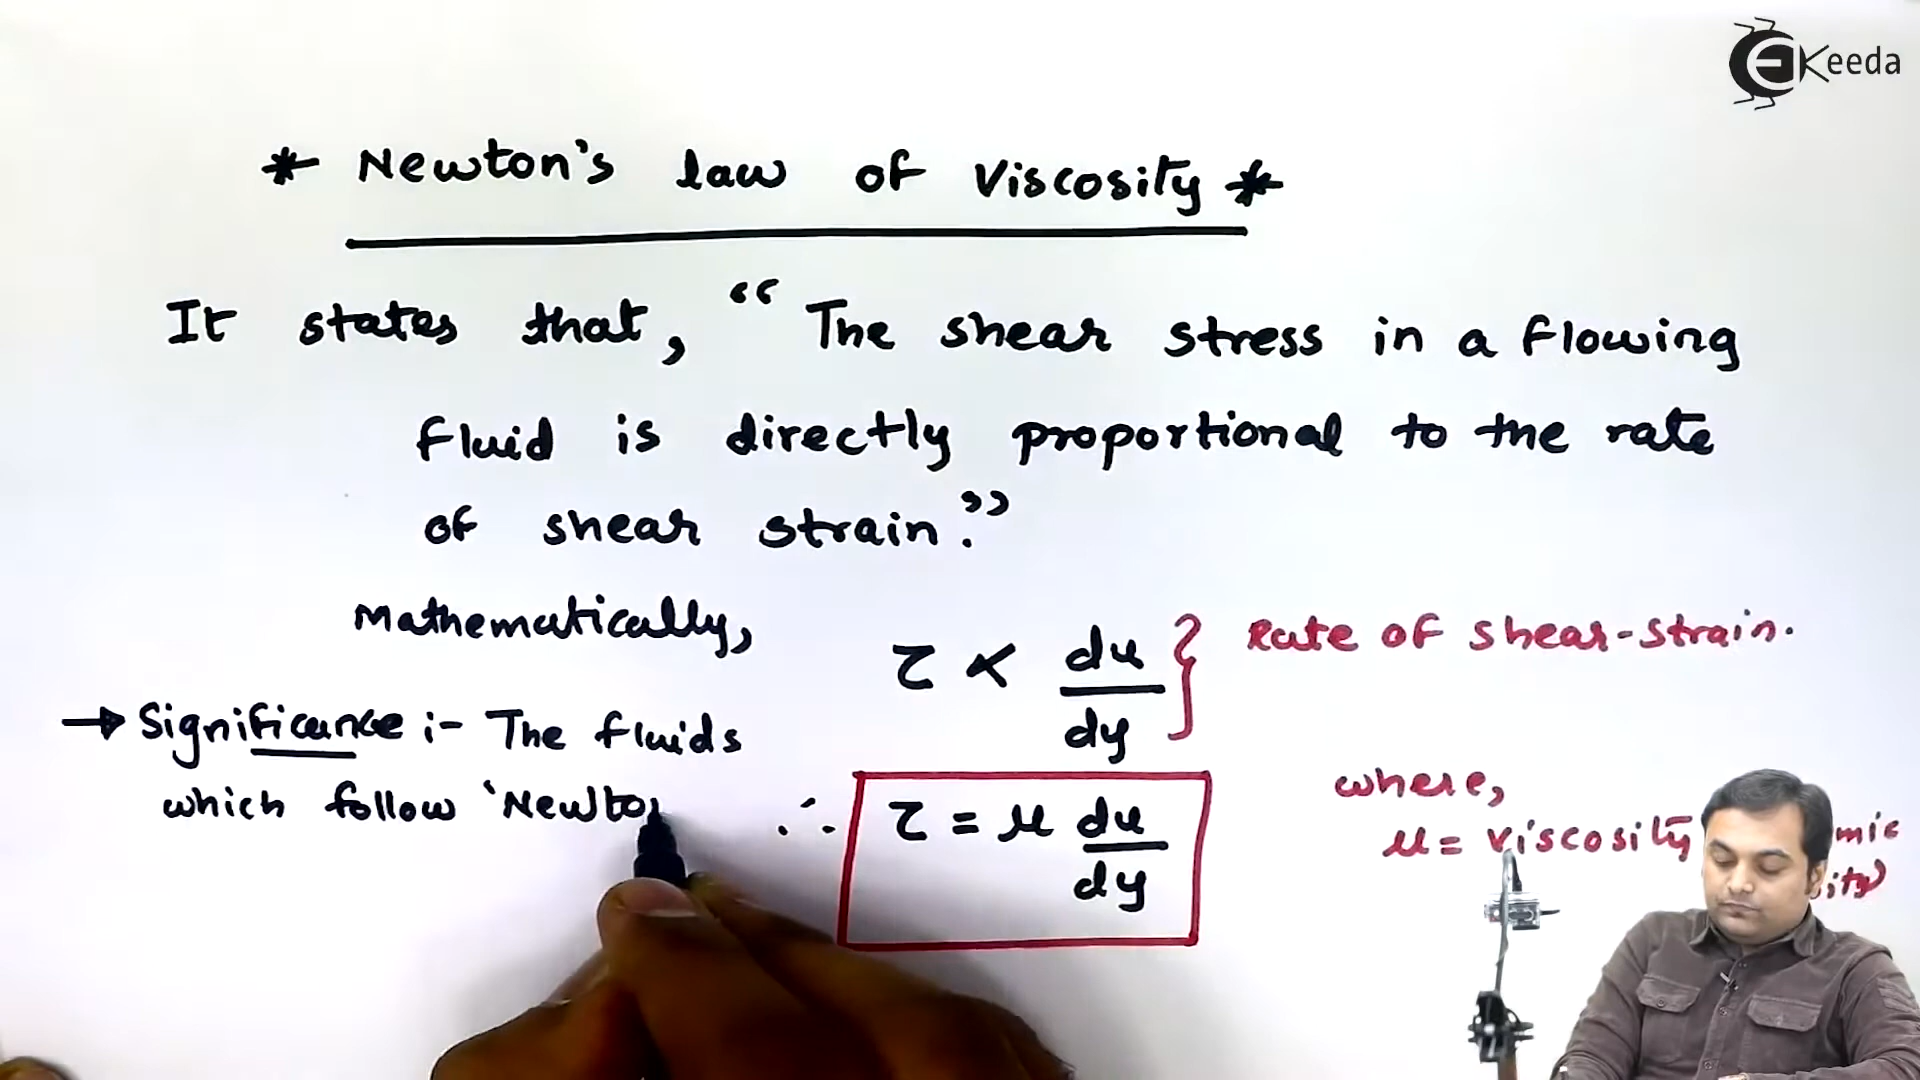 Keeda
* Newton's law of Viscosity *
It states that, “The shear stress in a flowing
fluid is directly proportional to the rate
of shear strain.”
Mathematically,
τ ∝ du/dy } Rate of shear-strain.
→ Significance :- The fluids
which follow 'Newto
∴ τ = μ du/dy
where,
μ = viscosity